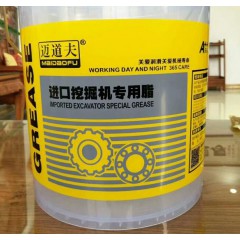 迈道夫
MAIDAOFU
WORKING DAY AND NIGHT 365 CARE
进口挖掘机专用脂
IMPORTED EXCAVATOR SPECIAL GREASE
GREASE